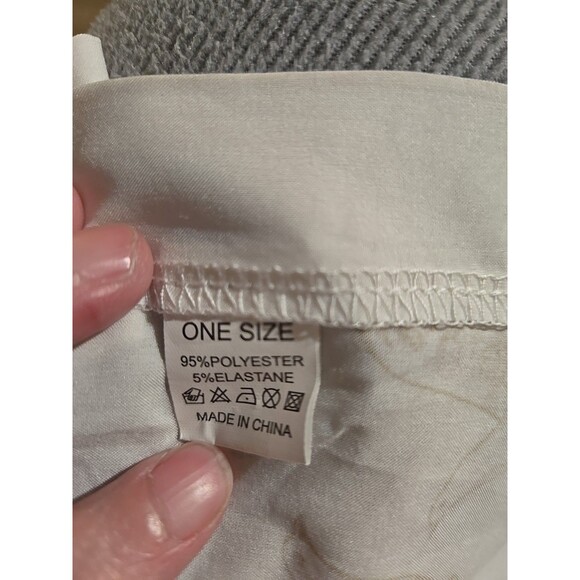 ONE SIZE
95%POLYESTER
5%ELASTANE
MADE IN CHINA